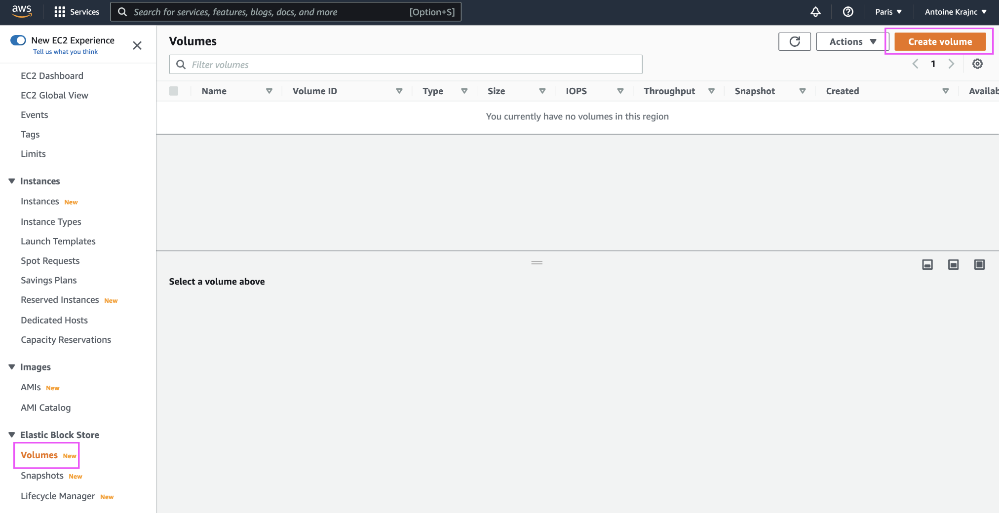 aws Services Search for services, features, blogs, docs, and more [Option+S] Paris Antoine Krajnc
New EC2 Experience
Tell us what you think
EC2 Dashboard
EC2 Global View
Events
Tags
Limits
Instances
Instances New
Instance Types
Launch Templates
Spot Requests
Savings Plans
Reserved Instances New
Dedicated Hosts
Capacity Reservations
Images
AMIs New
AMI Catalog
Elastic Block Store
Volumes New
Snapshots New
Lifecycle Manager New
Volumes Actions Create volume
Filter volumes 1
Name Volume ID Type Size IOPS Throughput Snapshot Created Availab
You currently have no volumes in this region
Select a volume above